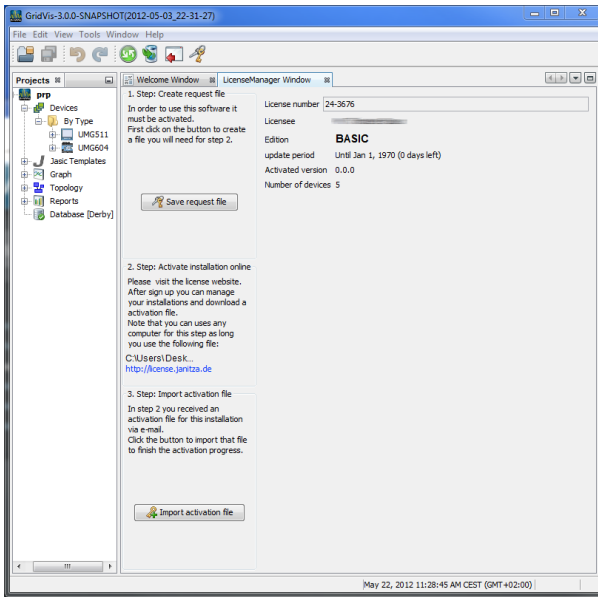 GridVis-3.0.0-SNAPSHOT(2012-05-03_22-31-27)
File Edit View Tools Window Help
Projects
Welcome Window
LicenseManager Window
prp
Devices
By Type
UMG511
UMG604
Jasic Templates
Graph
Topology
Reports
Database [Derby]
1. Step: Create request file
In order to use this software it
must be activated.
First click on the button to create
a file you will need for step 2.
Save request file
2. Step: Activate installation online
Please visit the license website.
After sign up you can manage
your installations and download a
activation file.
Note that you can uses any
computer for this step as long
you use the following file:
C:\Users\Desk...
http://license.janitza.de
3. Step: Import activation file
In step 2 you received an
activation file for this installation
via e-mail.
Click the button to import that file
to finish the activation progress.
Import activation file
License number 24-3676
Licensee
Edition BASIC
update period Until Jan 1, 1970 (0 days left)
Activated version 0.0.0
Number of devices 5
May 22, 2012 11:28:45 AM CEST (GMT+02:00)